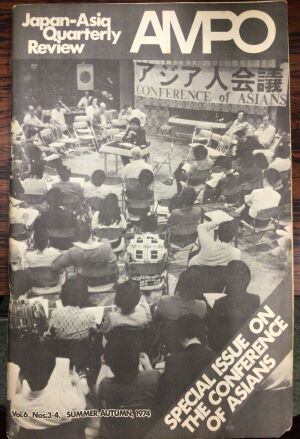 Japan-Asia
Quarterly
Review
AMPO
アジア人会議
CONFERENCE of ASIANS
SPECIAL ISSUE ON
THE CONFERENCE
OF ASIANS
Vol.6, Nos.3-4, SUMMER-AUTUMN, 1974